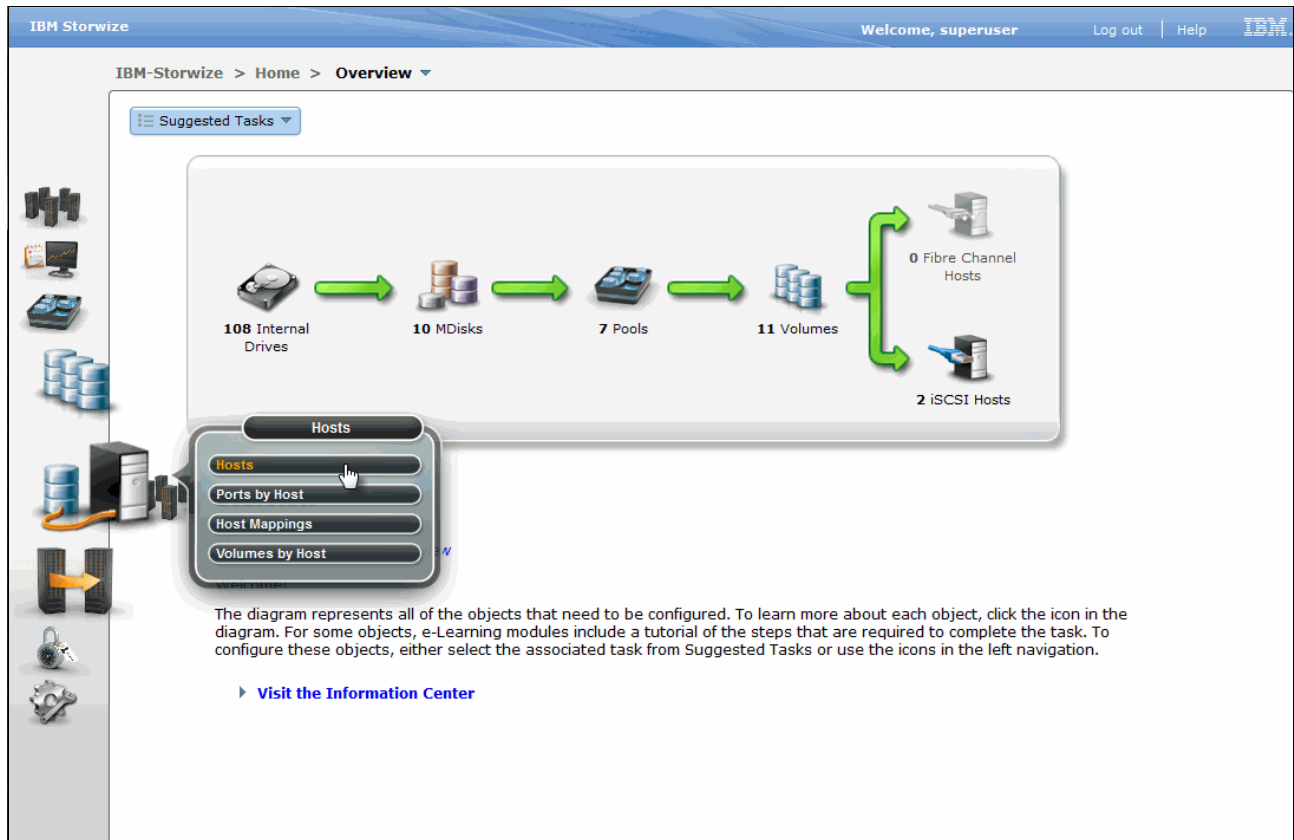 IBM Storwize
Welcome, superuser
Log out | Help
IBM.
IBM-Storwize > Home > Overview
Suggested Tasks
0 Fibre Channel
Hosts
108 Internal
Drives
10 MDisks
7 Pools
11 Volumes
2 iSCSI Hosts
Hosts
Hosts
Ports by Host
Host Mappings
Volumes by Host
Welcome!
The diagram represents all of the objects that need to be configured. To learn more about each object, click the icon in the
diagram. For some objects, e-Learning modules include a tutorial of the steps that are required to complete the task. To
configure these objects, either select the associated task from Suggested Tasks or use the icons in the left navigation.
Visit the Information Center